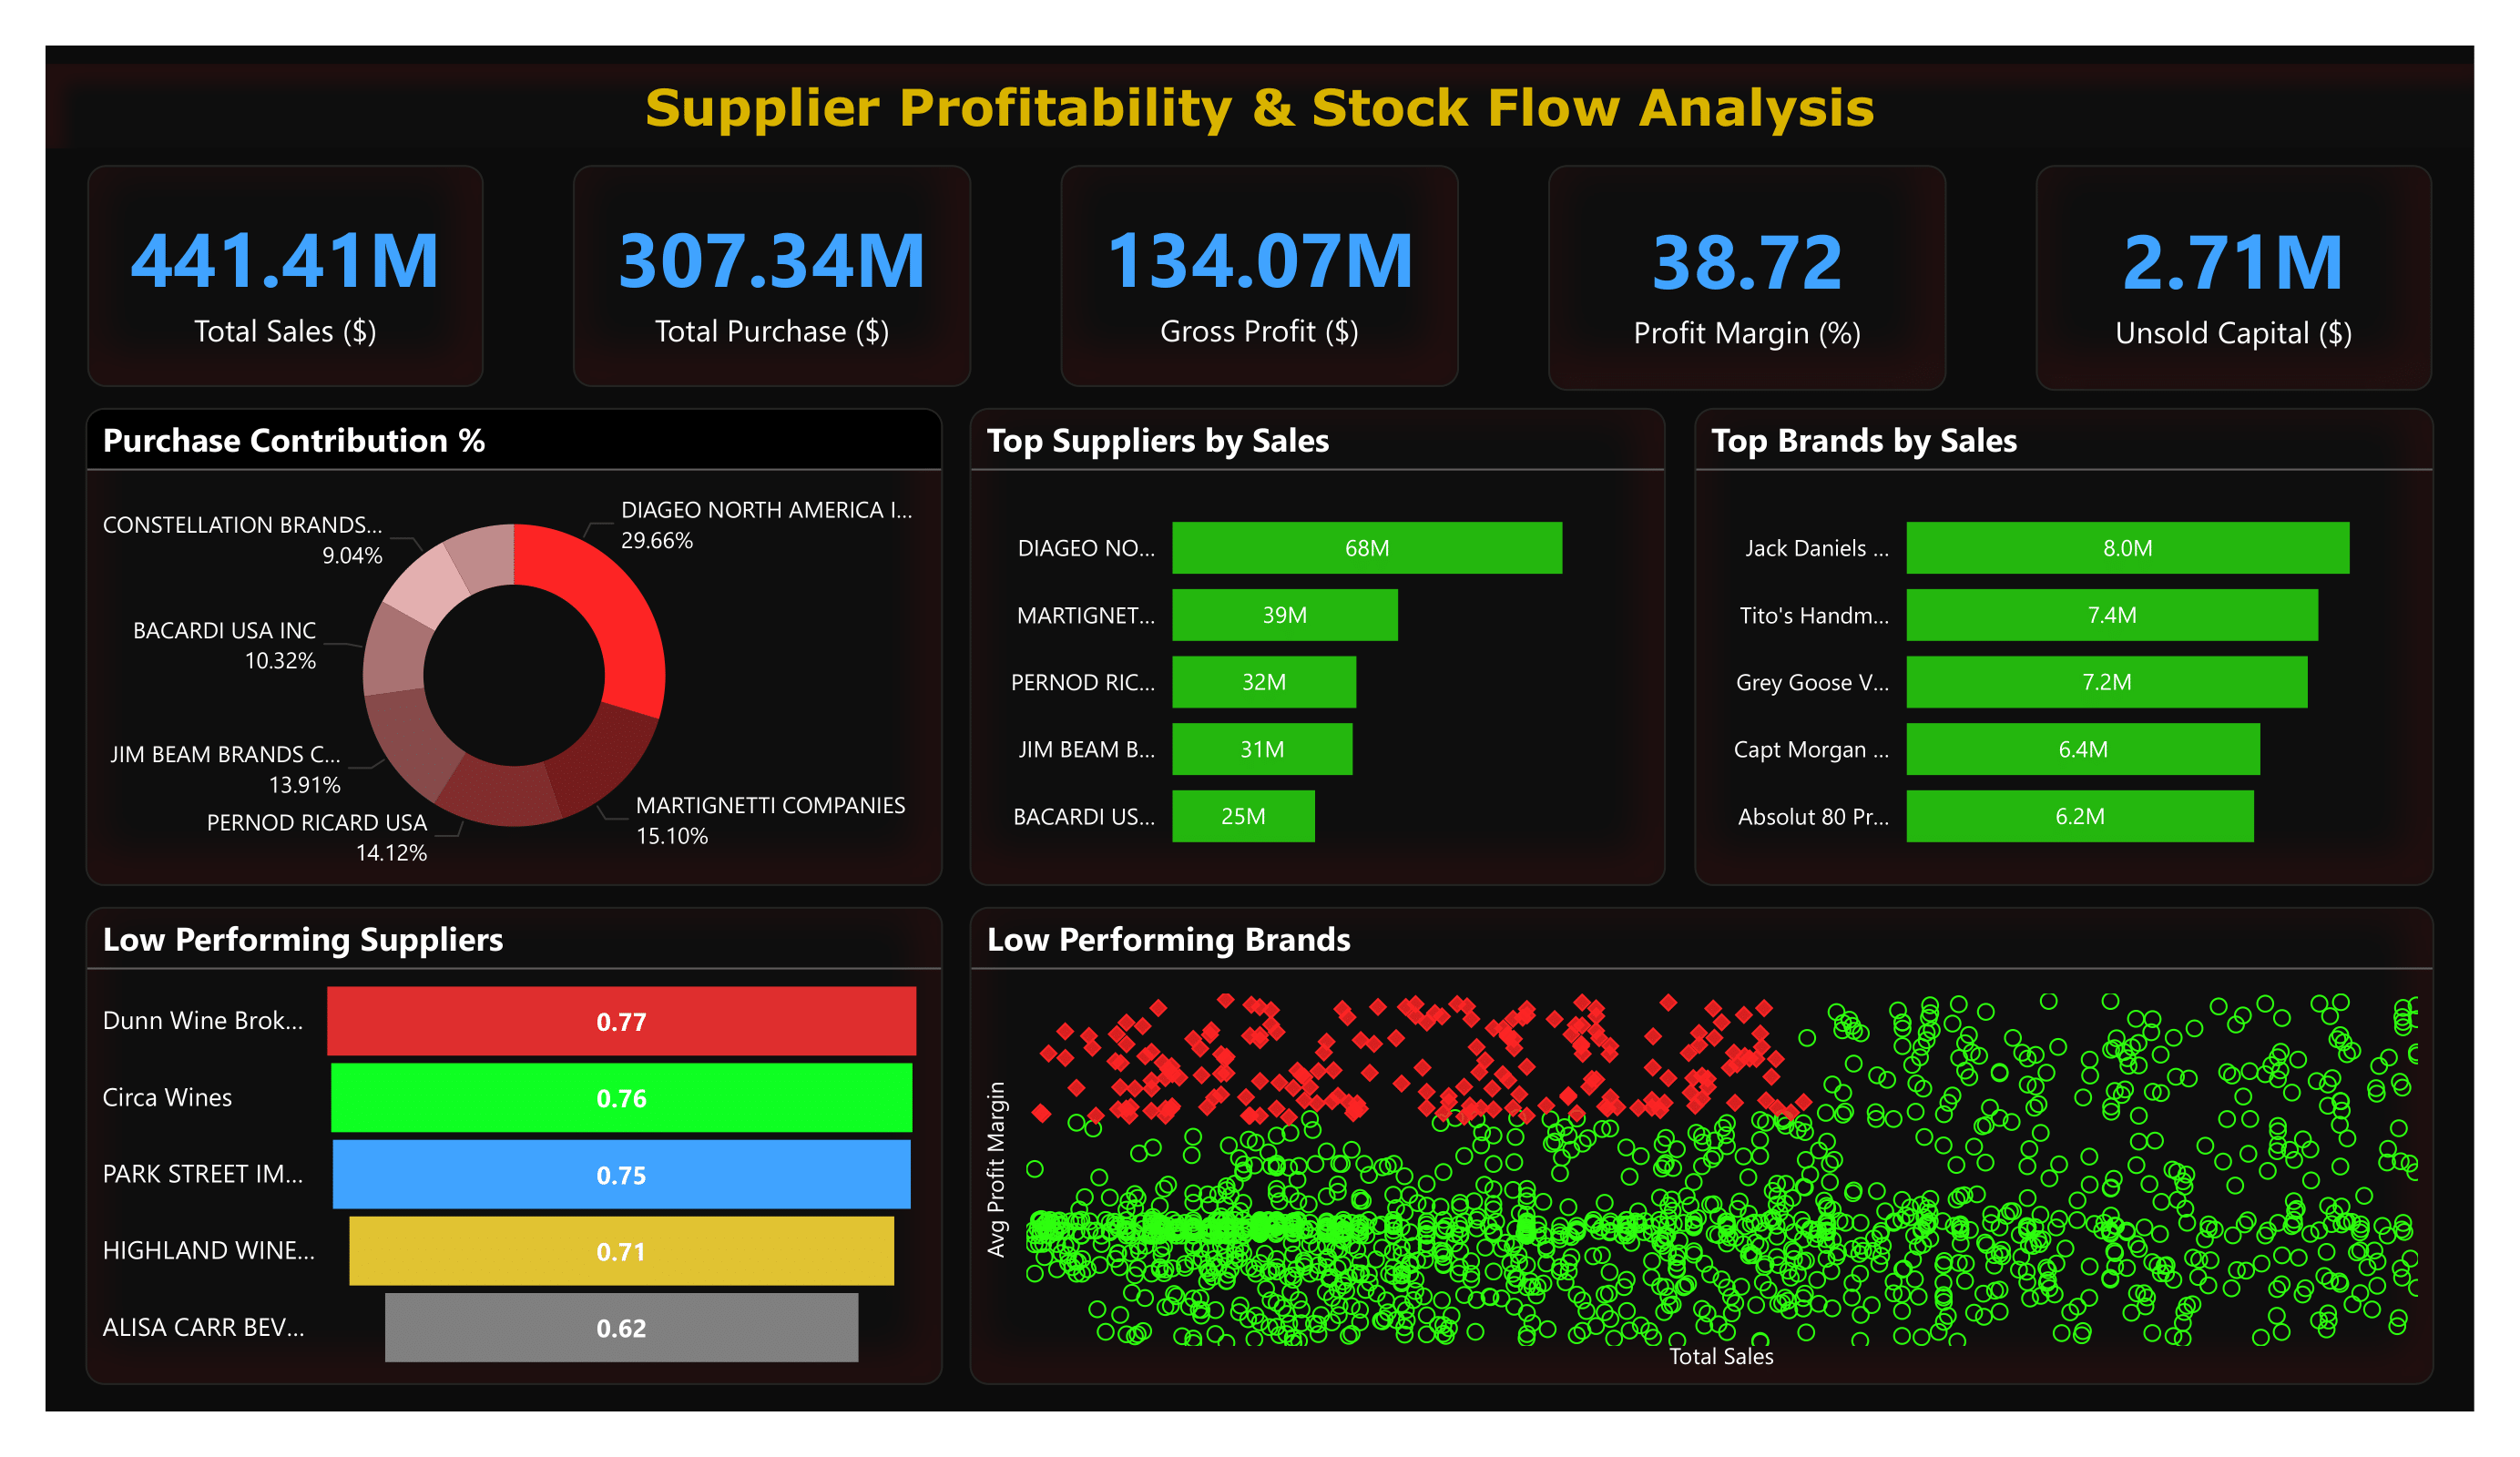 Supplier Profitability & Stock Flow Analysis
441.41M
Total Sales ($)
307.34M
Total Purchase ($)
134.07M
Gross Profit ($)
38.72
Profit Margin (%)
2.71M
Unsold Capital ($)
Purchase Contribution %
DIAGEO NORTH AMERICA I...
29.66%
MARTIGNETTI COMPANIES
15.10%
PERNOD RICARD USA
14.12%
JIM BEAM BRANDS C...
13.91%
BACARDI USA INC
10.32%
CONSTELLATION BRANDS...
9.04%
Top Suppliers by Sales
DIAGEO NO... 68M
MARTIGNET... 39M
PERNOD RIC... 32M
JIM BEAM B... 31M
BACARDI US... 25M
Top Brands by Sales
Jack Daniels ... 8.0M
Tito's Handm... 7.4M
Grey Goose V... 7.2M
Capt Morgan ... 6.4M
Absolut 80 Pr... 6.2M
Low Performing Suppliers
Dunn Wine Brok... 0.77
Circa Wines 0.76
PARK STREET IM... 0.75
HIGHLAND WINE... 0.71
ALISA CARR BEV... 0.62
Low Performing Brands
Avg Profit Margin
Total Sales